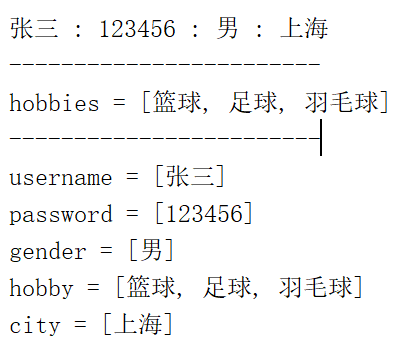 张三 : 123456 : 男 : 上海
------------------------
hobbies = [篮球, 足球, 羽毛球]
------------------------
username = [张三]
password = [123456]
gender = [男]
hobby = [篮球, 足球, 羽毛球]
city = [上海]